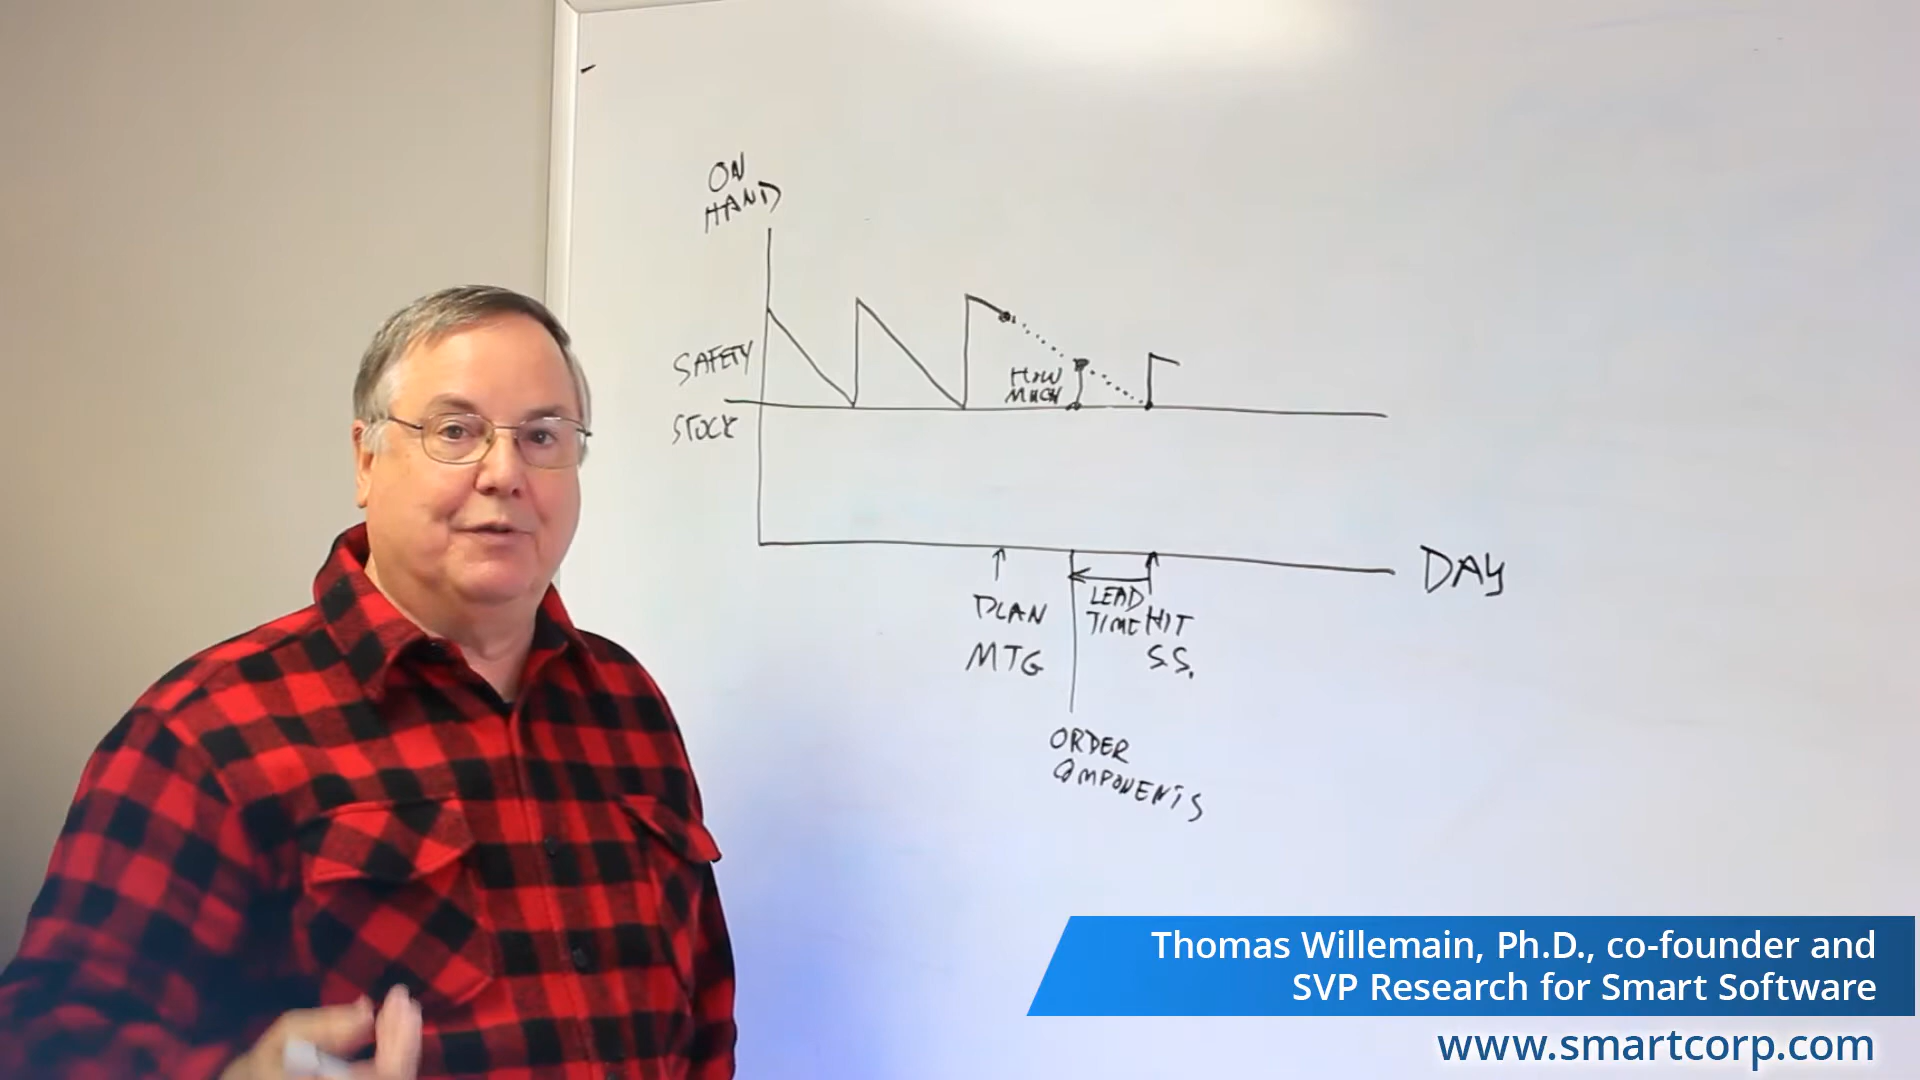 ON
HAND
SAFETY
STOCK
HOW
MUCH
DAY
PLAN
MTG
LEAD
TIME
HIT
S.S.
ORDER
COMPONENTS
Thomas Willemain, Ph.D., co-founder and
SVP Research for Smart Software
www.smartcorp.com